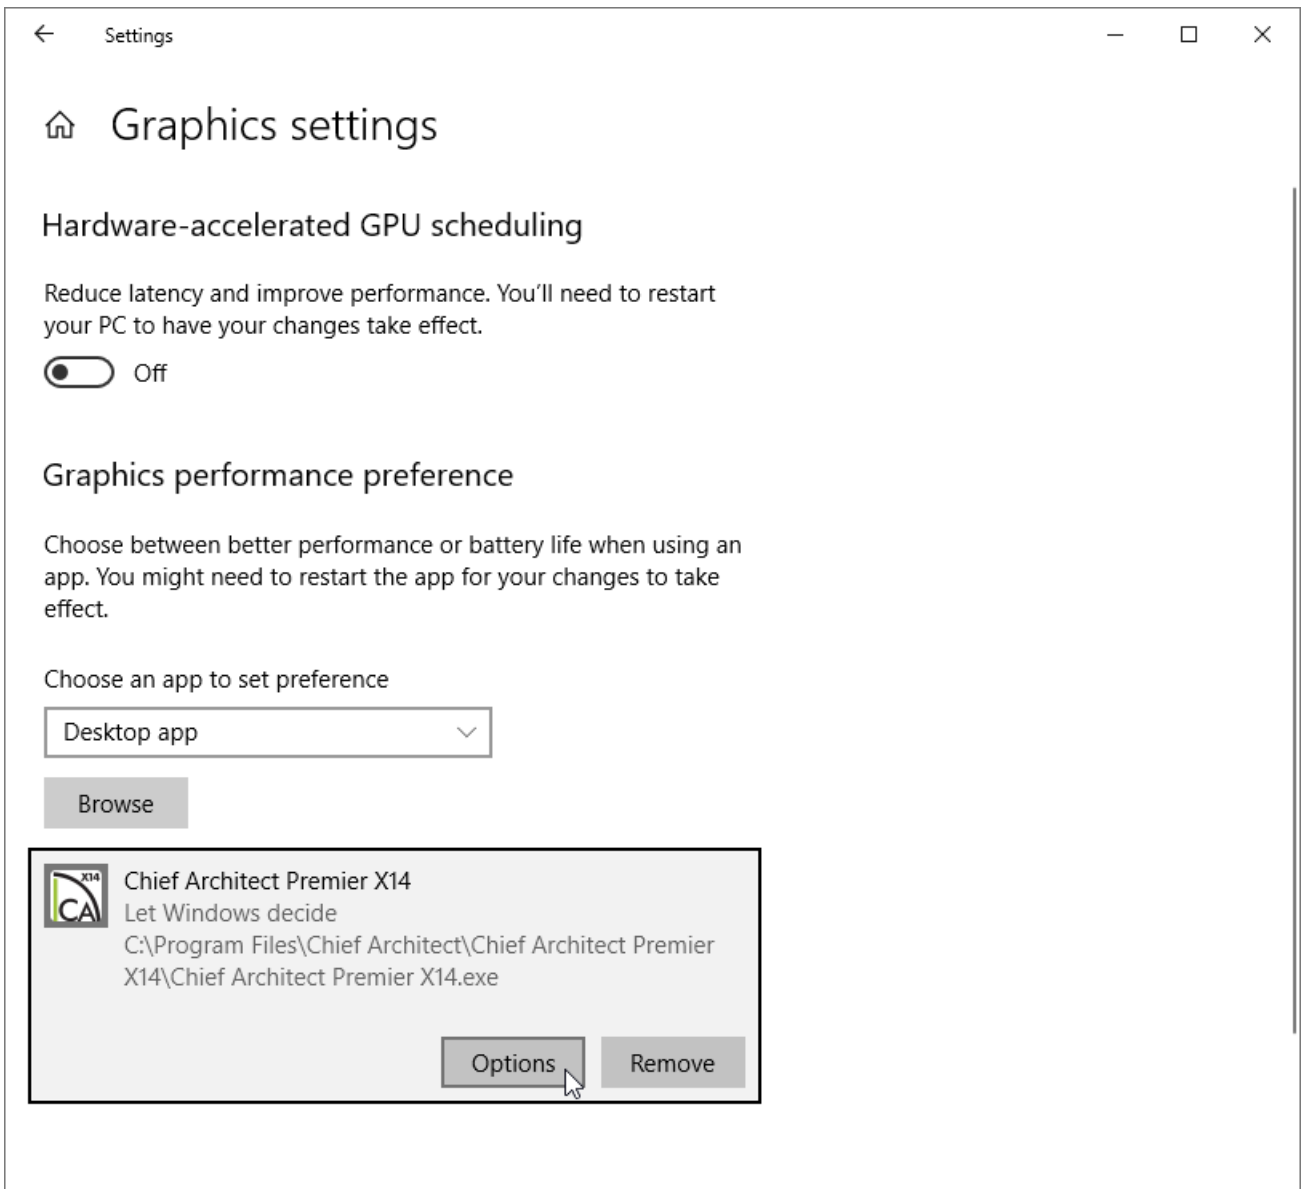 Settings
Graphics settings
Hardware-accelerated GPU scheduling
Reduce latency and improve performance. You'll need to restart
your PC to have your changes take effect.
Off
Graphics performance preference
Choose between better performance or battery life when using an
app. You might need to restart the app for your changes to take
effect.
Choose an app to set preference
Desktop app
Browse
X14
CA
Chief Architect Premier X14
Let Windows decide
C:\Program Files\Chief Architect\Chief Architect Premier
X14\Chief Architect Premier X14.exe
Options
Remove